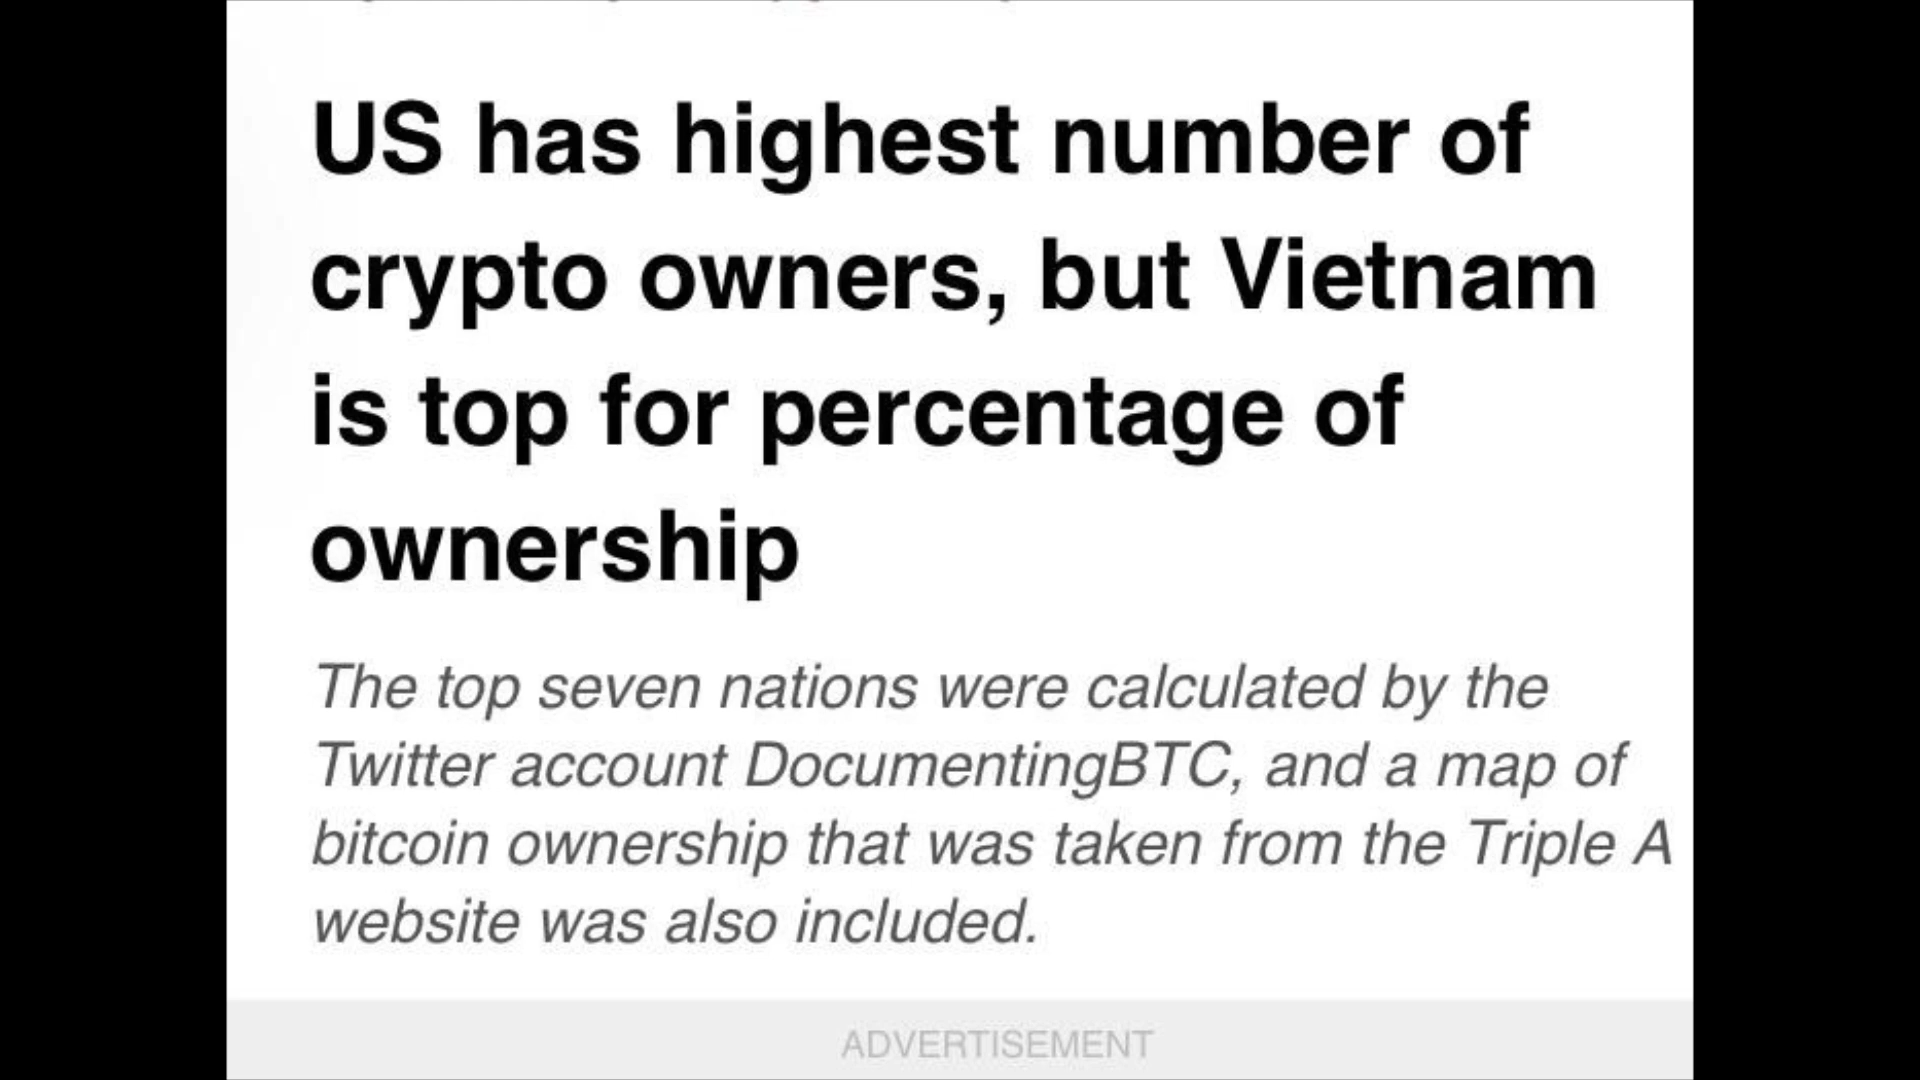 US has highest number of
crypto owners, but Vietnam
is top for percentage of
ownership
The top seven nations were calculated by the
Twitter account DocumentingBTC, and a map of
bitcoin ownership that was taken from the Triple A
website was also included.
ADVERTISEMENT